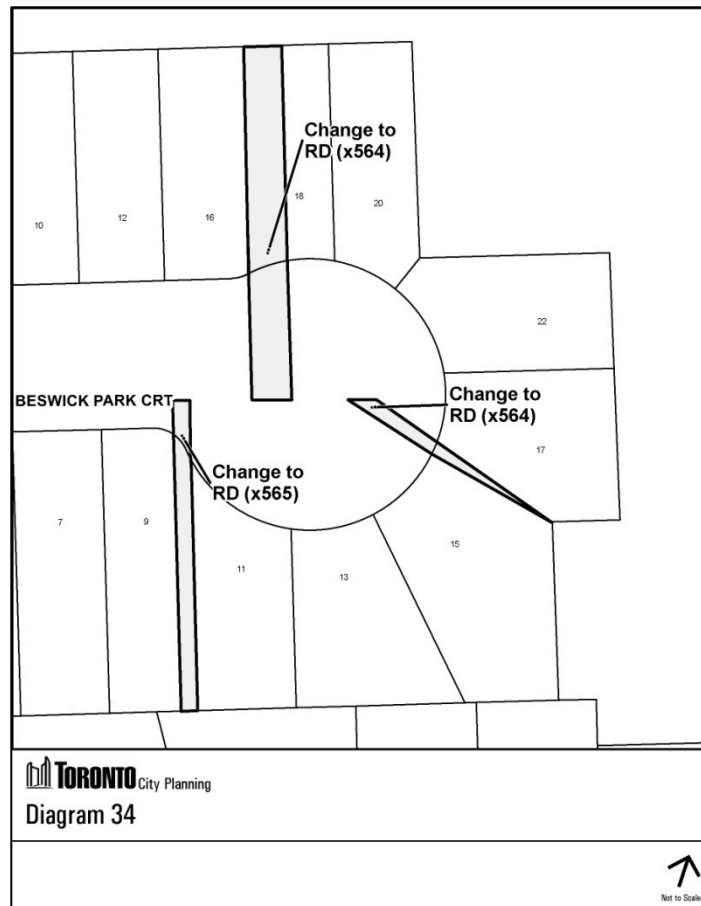 Change to
RD (x564)
10
12
16
18
20
22
BESWICK PARK CRT
Change to
RD (x564)
17
Change to
RD (x565)
7
9
11
13
15
TORONTO City Planning
Diagram 34
Not to Scale